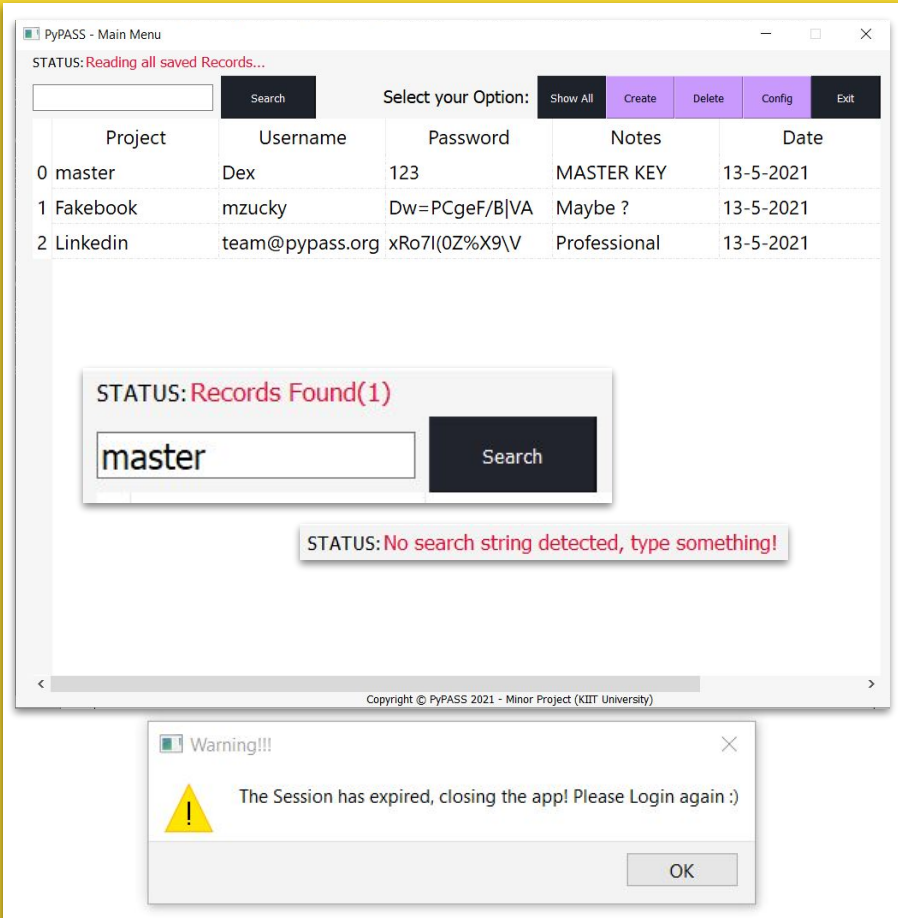 PyPASS - Main Menu
STATUS: Reading all saved Records...
Search Select your Option: Show All Create Delete Config Exit
Project Username Password Notes Date
0 master Dex 123 MASTER KEY 13-5-2021
1 Fakebook mzucky Dw=PCgeF/B|VA Maybe ? 13-5-2021
2 Linkedin team@pypass.org xRo7I(0Z%X9\V Professional 13-5-2021
STATUS: Records Found(1)
master Search
STATUS: No search string detected, type something!
Copyright © PyPASS 2021 - Minor Project (KIIT University)
Warning!!!
The Session has expired, closing the app! Please Login again :)
OK